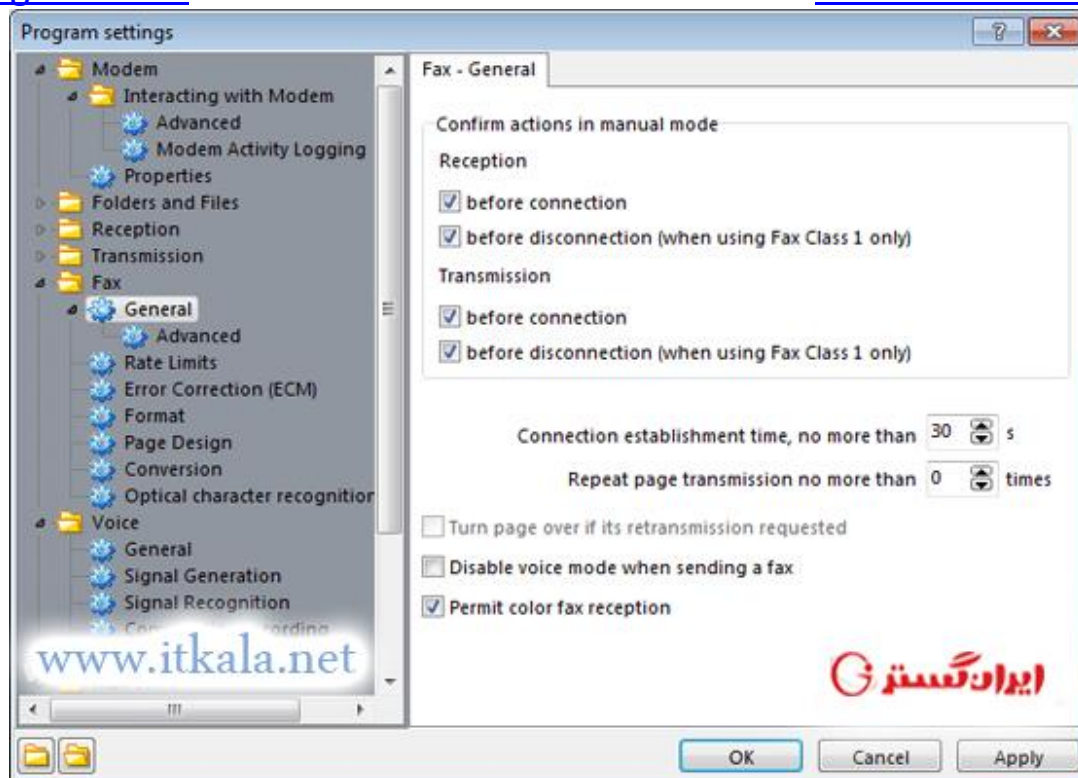 Program settings
Modem
Interacting with Modem
Advanced
Modem Activity Logging
Properties
Folders and Files
Reception
Transmission
Fax
General
Advanced
Rate Limits
Error Correction (ECM)
Format
Page Design
Conversion
Optical character recognition
Voice
General
Signal Generation
Signal Recognition
www.itkala.net
Fax - General
Confirm actions in manual mode
Reception
before connection
before disconnection (when using Fax Class 1 only)
Transmission
before connection
before disconnection (when using Fax Class 1 only)
Connection establishment time, no more than 30 s
Repeat page transmission no more than 0 times
Turn page over if its retransmission requested
Disable voice mode when sending a fax
Permit color fax reception
ایران گستر
OK Cancel Apply